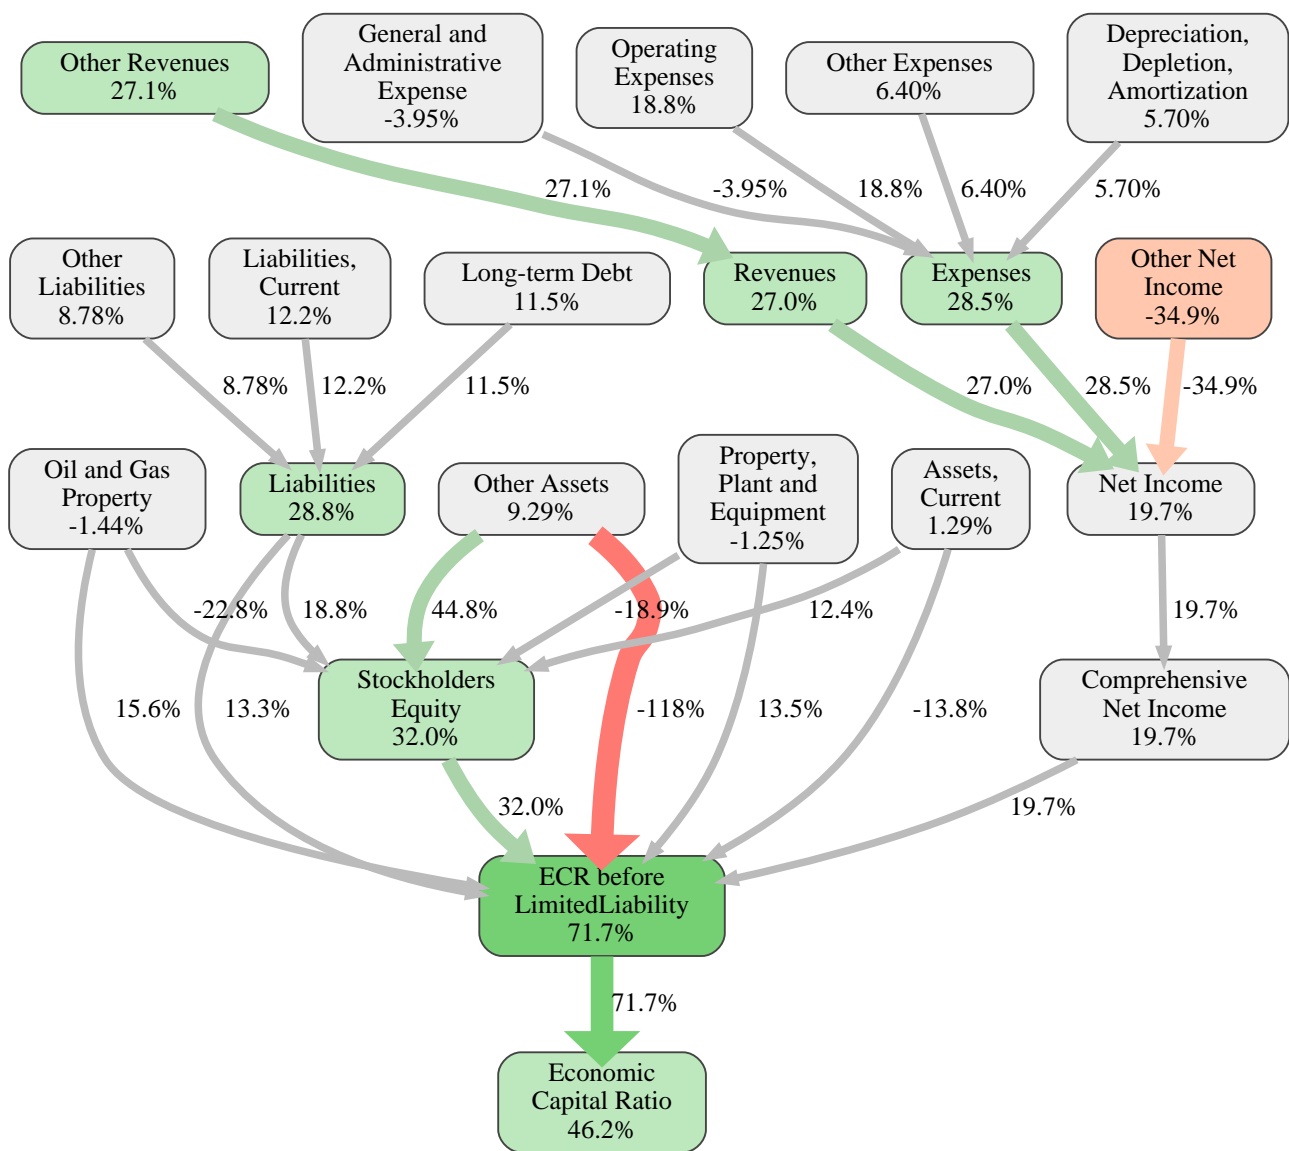 Other Revenues
27.1%
General and
Administrative
Expense
-3.95%
Operating
Expenses
18.8%
Other Expenses
6.40%
Depreciation,
Depletion,
Amortization
5.70%
27.1%
-3.95%
18.8%
6.40%
5.70%
Other
Liabilities
8.78%
Liabilities,
Current
12.2%
Long-term Debt
11.5%
Revenues
27.0%
Expenses
28.5%
Other Net
Income
-34.9%
8.78%
12.2%
11.5%
27.0%
28.5%
-34.9%
Oil and Gas
Property
-1.44%
Liabilities
28.8%
Other Assets
9.29%
Property,
Plant and
Equipment
-1.25%
Assets,
Current
1.29%
Net Income
19.7%
-22.8%
18.8%
44.8%
-18.9%
12.4%
19.7%
Stockholders
Equity
32.0%
Comprehensive
Net Income
19.7%
15.6%
13.3%
-118%
13.5%
-13.8%
32.0%
19.7%
ECR before
LimitedLiability
71.7%
71.7%
Economic
Capital Ratio
46.2%